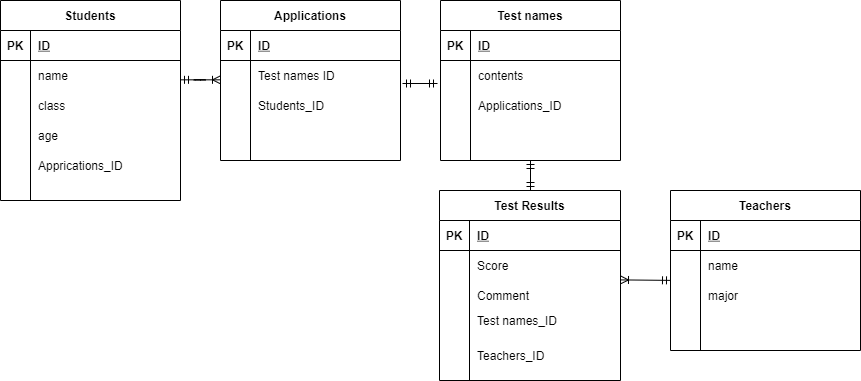 Students
PK ID
name
class
age
Apprications_ID
Applications
PK ID
Test names ID
Students_ID
Test names
PK ID
contents
Applications_ID
Test Results
PK ID
Score
Comment
Test names_ID
Teachers_ID
Teachers
PK ID
name
major